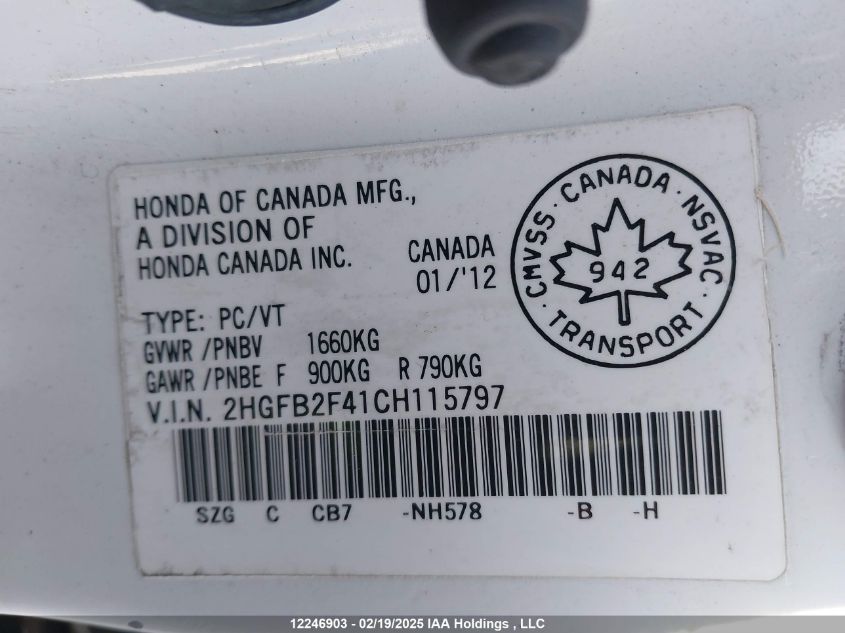 HONDA OF CANADA MFG.,
A DIVISION OF
HONDA CANADA INC.
CANADA
01/'12
CMVSS · CANADA · NSVAC ·
942
TRANSPORT ·
TYPE: PC/VT
GVWR /PNBV 1660KG
GAWR /PNBE F 900KG R 790KG
V.I.N. 2HGFB2F41CH115797
SZG C CB7 -NH578 -B -H
12246903 - 02/19/2025 IAA Holdings , LLC